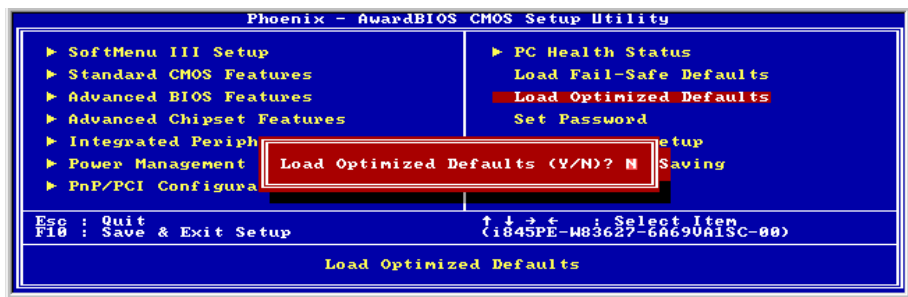 Phoenix - AwardBIOS CMOS Setup Utility
► SoftMenu III Setup
► Standard CMOS Features
► Advanced BIOS Features
► Advanced Chipset Features
► Integrated Periph
► Power Management
► PnP/PCI Configura
► PC Health Status
Load Fail-Safe Defaults
Load Optimized Defaults
Set Password
etup
Saving
Load Optimized Defaults (Y/N)? N
Esc : Quit
F10 : Save & Exit Setup
↑ ↓ → ← : Select Item
(i845PE-W83627-6A69VA1SC-00)
Load Optimized Defaults